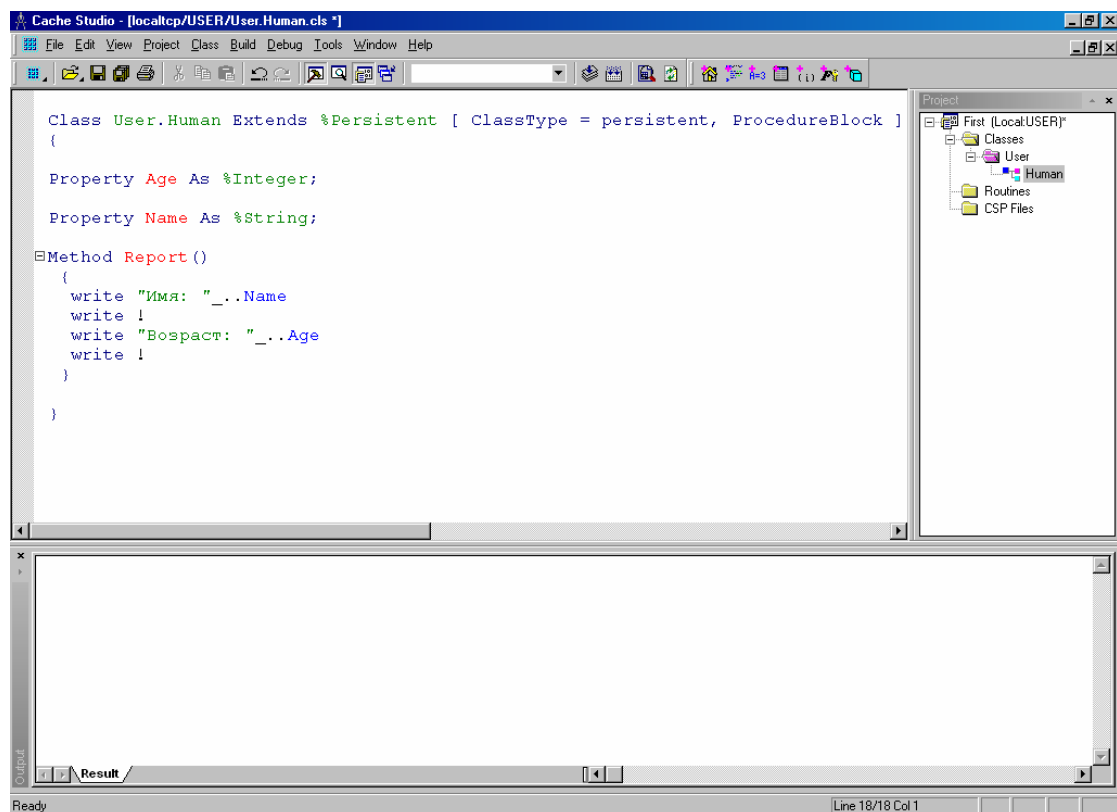 Cache Studio - [localtcp/USER/User.Human.cls *]
File Edit View Project Class Build Debug Tools Window Help
Class User.Human Extends %Persistent [ ClassType = persistent, ProcedureBlock ]
{
Property Age As %Integer;
Property Name As %String;
Method Report()
{
write "Имя: "_..Name
write !
write "Возраст: "_..Age
write !
}
}
Project
First (Local:USER)*
Classes
User
Human
Routines
CSP Files
Output
Result
Ready
Line 18/18 Col 1